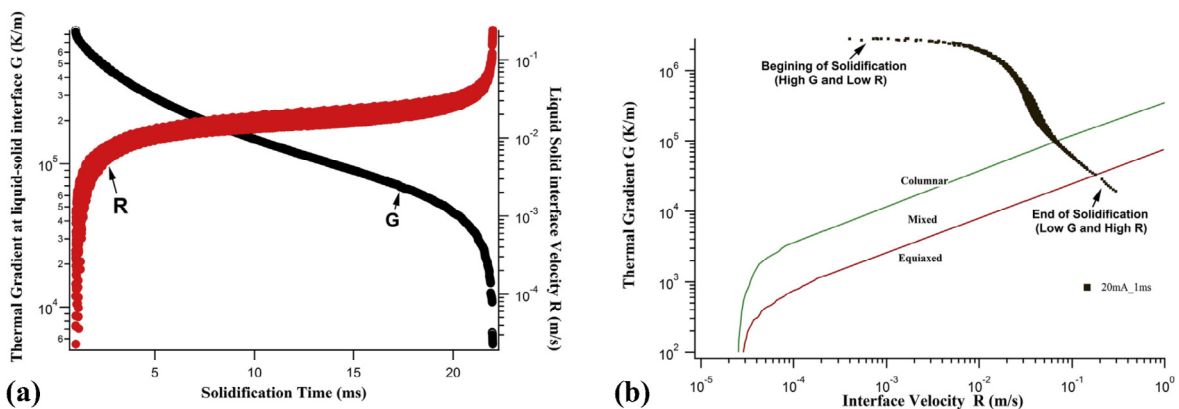 Thermal Gradient at liquid-solid interface G (K/m)
8
6
5
4
3
2
10^5
8
6
5
4
3
2
10^4
8
6
R
G
10^-1
10^-2
10^-3
10^-4
Liquid Solid interface Velocity R (m/s)
5
10
15
20
Solidification Time (ms)
(a)
Thermal Gradient G (K/m)
10^6
10^5
10^4
10^3
10^2
Begining of Solidification
(High G and Low R)
Columnar
Mixed
Equiaxed
End of Solidification
(Low G and High R)
20mA_1ms
10^-5
10^-4
10^-3
10^-2
10^-1
10^0
Interface Velocity R (m/s)
(b)